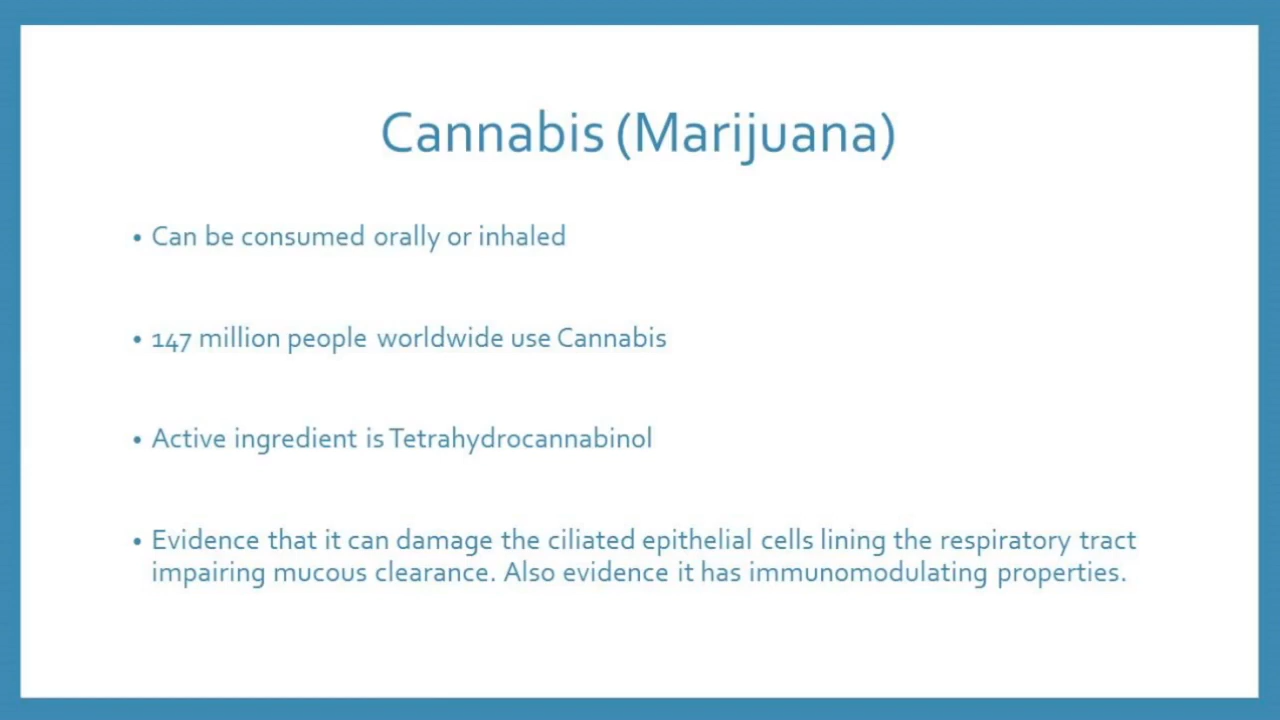 Cannabis (Marijuana)
• Can be consumed orally or inhaled
• 147 million people worldwide use Cannabis
• Active ingredient is Tetrahydrocannabinol
• Evidence that it can damage the ciliated epithelial cells lining the respiratory tract
impairing mucous clearance. Also evidence it has immunomodulating properties.